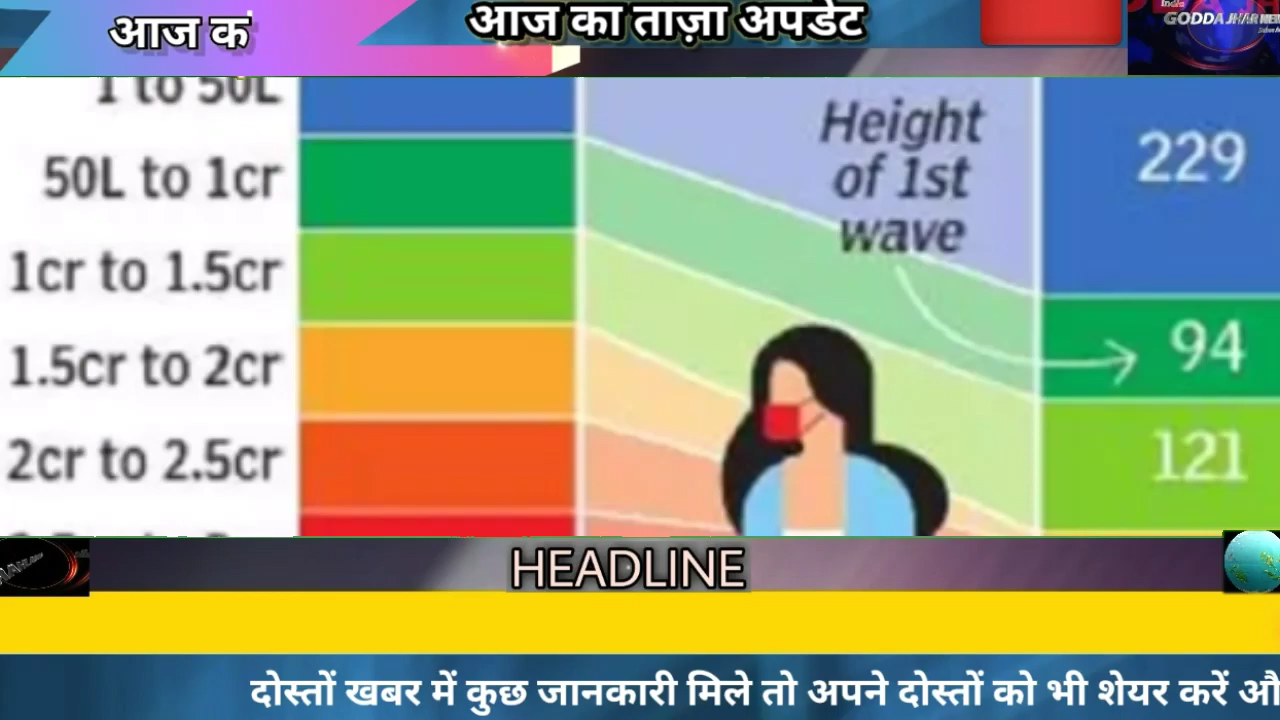 आज क
आज का ताज़ा अपडेट
GODDA
1 to 50L
50L to 1cr
1cr to 1.5cr
1.5cr to 2cr
2cr to 2.5cr
Height
of 1st
wave
229
94
121
HEADLINE
दोस्तों खबर में कुछ जानकारी मिले तो अपने दोस्तों को भी शेयर करें औ